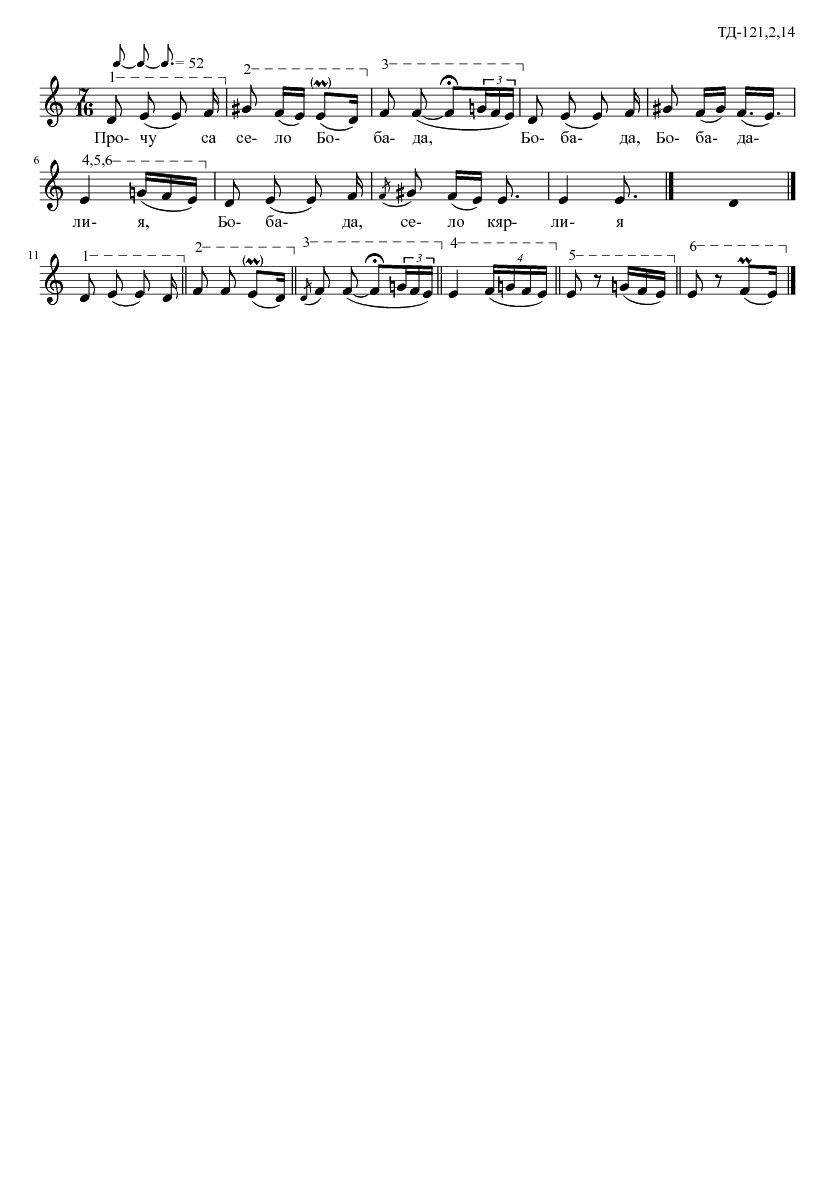 ТД-121,2,14
= 52
1 2 3
7
16
3
Про- чу са се- ло Бо- ба- да, Бо- ба- да, Бо- ба- да-
6
4,5,6
ли- я, Бо- ба- да, се- ло кяр- ли- я
11
1 2 3 4 5 6
3 4